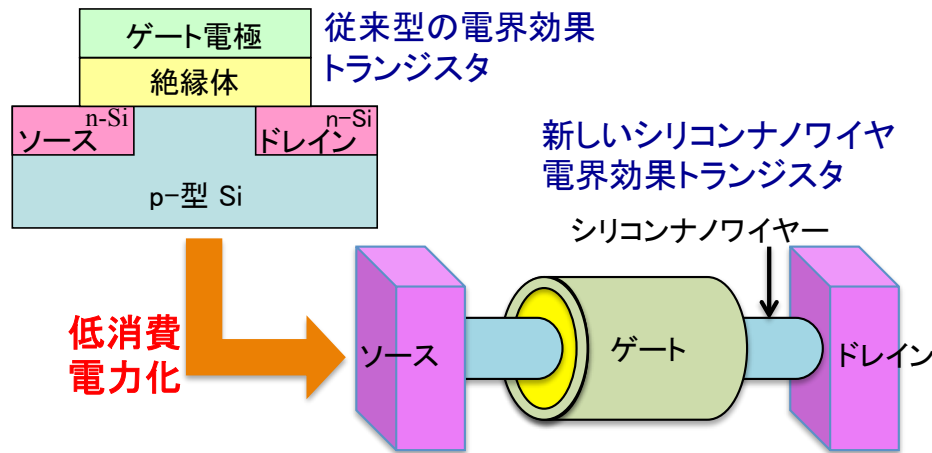 ゲート電極
絶縁体
n-Si
n-Si
ソース
ドレイン
p-型 Si
従来型の電界効果
トランジスタ
新しいシリコンナノワイヤ
電界効果トランジスタ
シリコンナノワイヤー
低消費
電力化
ソース
ゲート
ドレイン